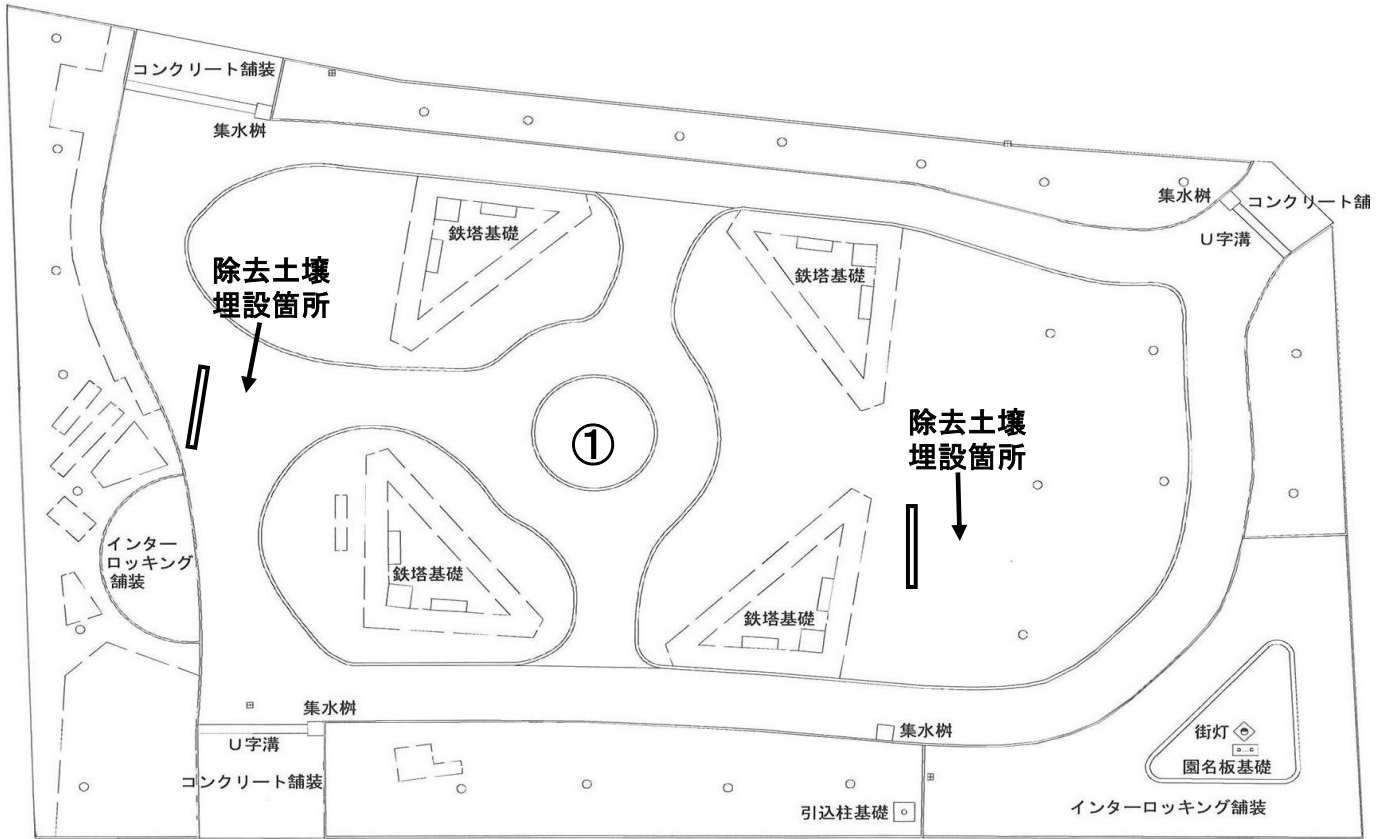 コンクリート舗装
集水桝
集水桝
コンクリート舗
U字溝
鉄塔基礎
鉄塔基礎
除去土壌
埋設箇所
除去土壌
埋設箇所
①
インター
ロッキング
舗装
鉄塔基礎
鉄塔基礎
集水桝
集水桝
U字溝
コンクリート舗装
街灯
園名板基礎
引込柱基礎
インターロッキング舗装